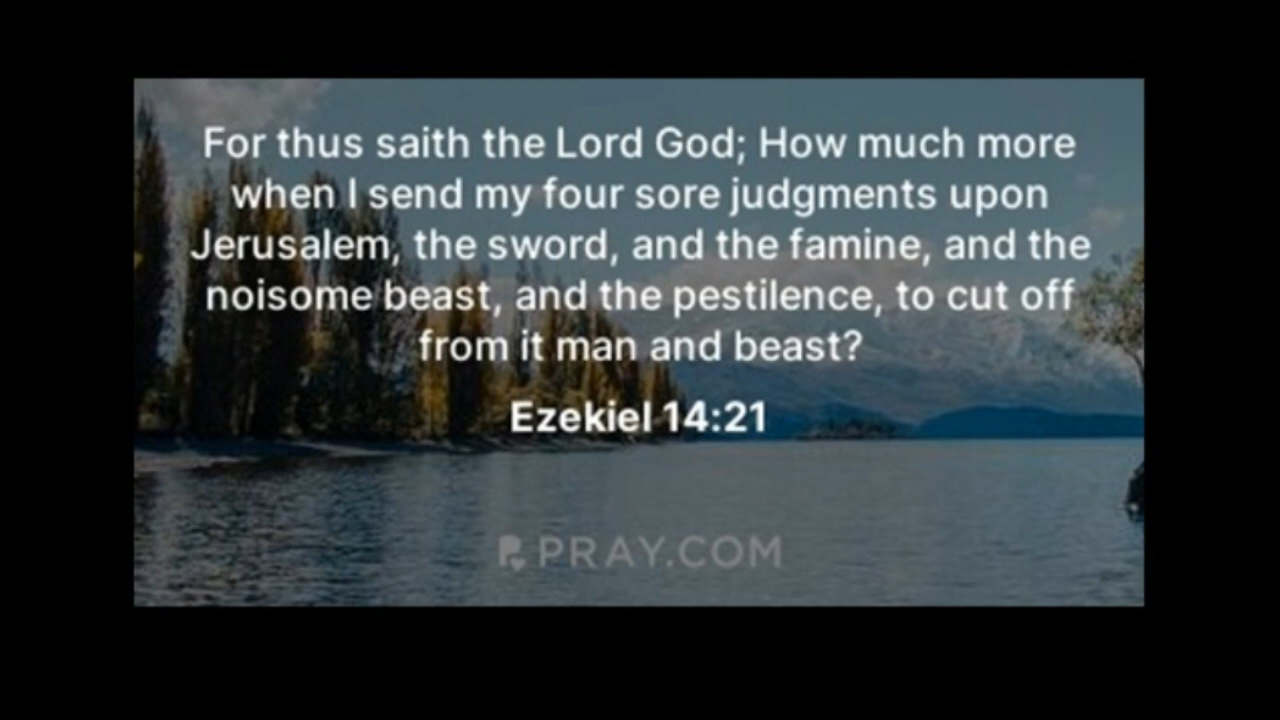 For thus saith the Lord God; How much more
when I send my four sore judgments upon
Jerusalem, the sword, and the famine, and the
noisome beast, and the pestilence, to cut off
from it man and beast?
Ezekiel 14:21
PRAY.COM